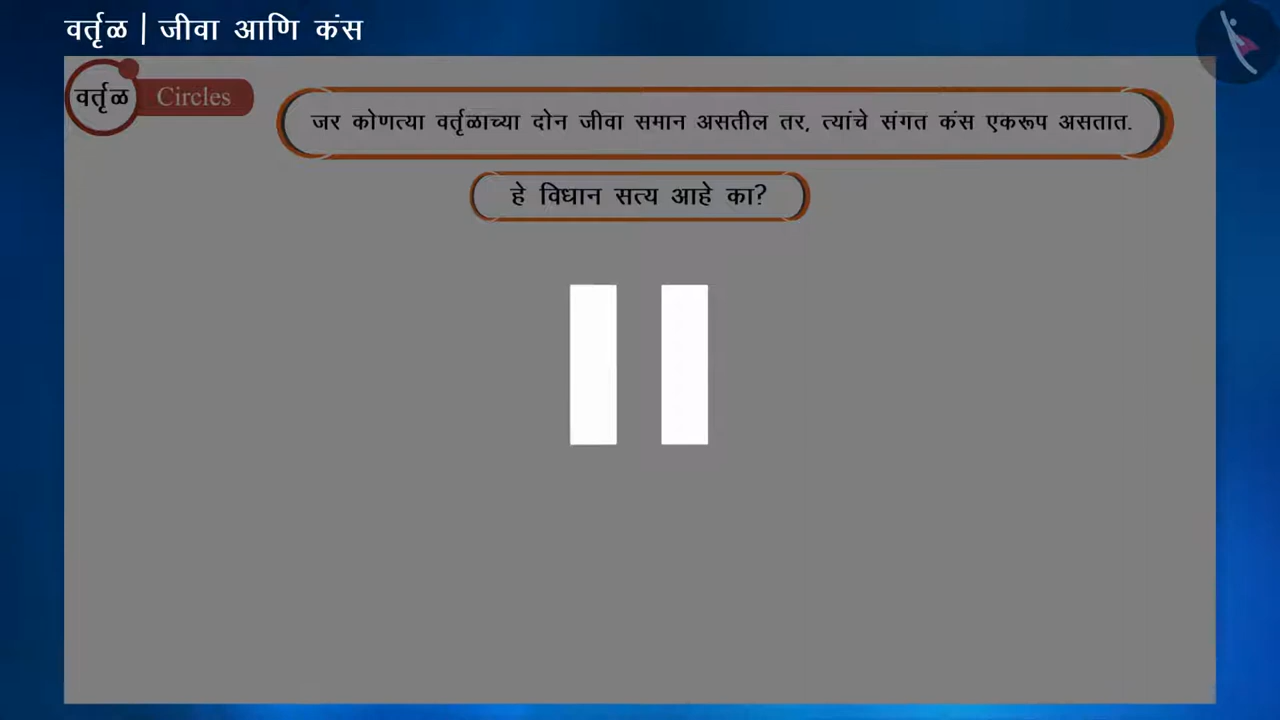 वर्तृळ | जीवा आणि कंस
वर्तृळ Circles
जर कोणत्या वर्तृळाच्या दोन जीवा समान असतील तर, त्यांचे संगत कंस एकरूप असतात.
हे विधान सत्य आहे का?